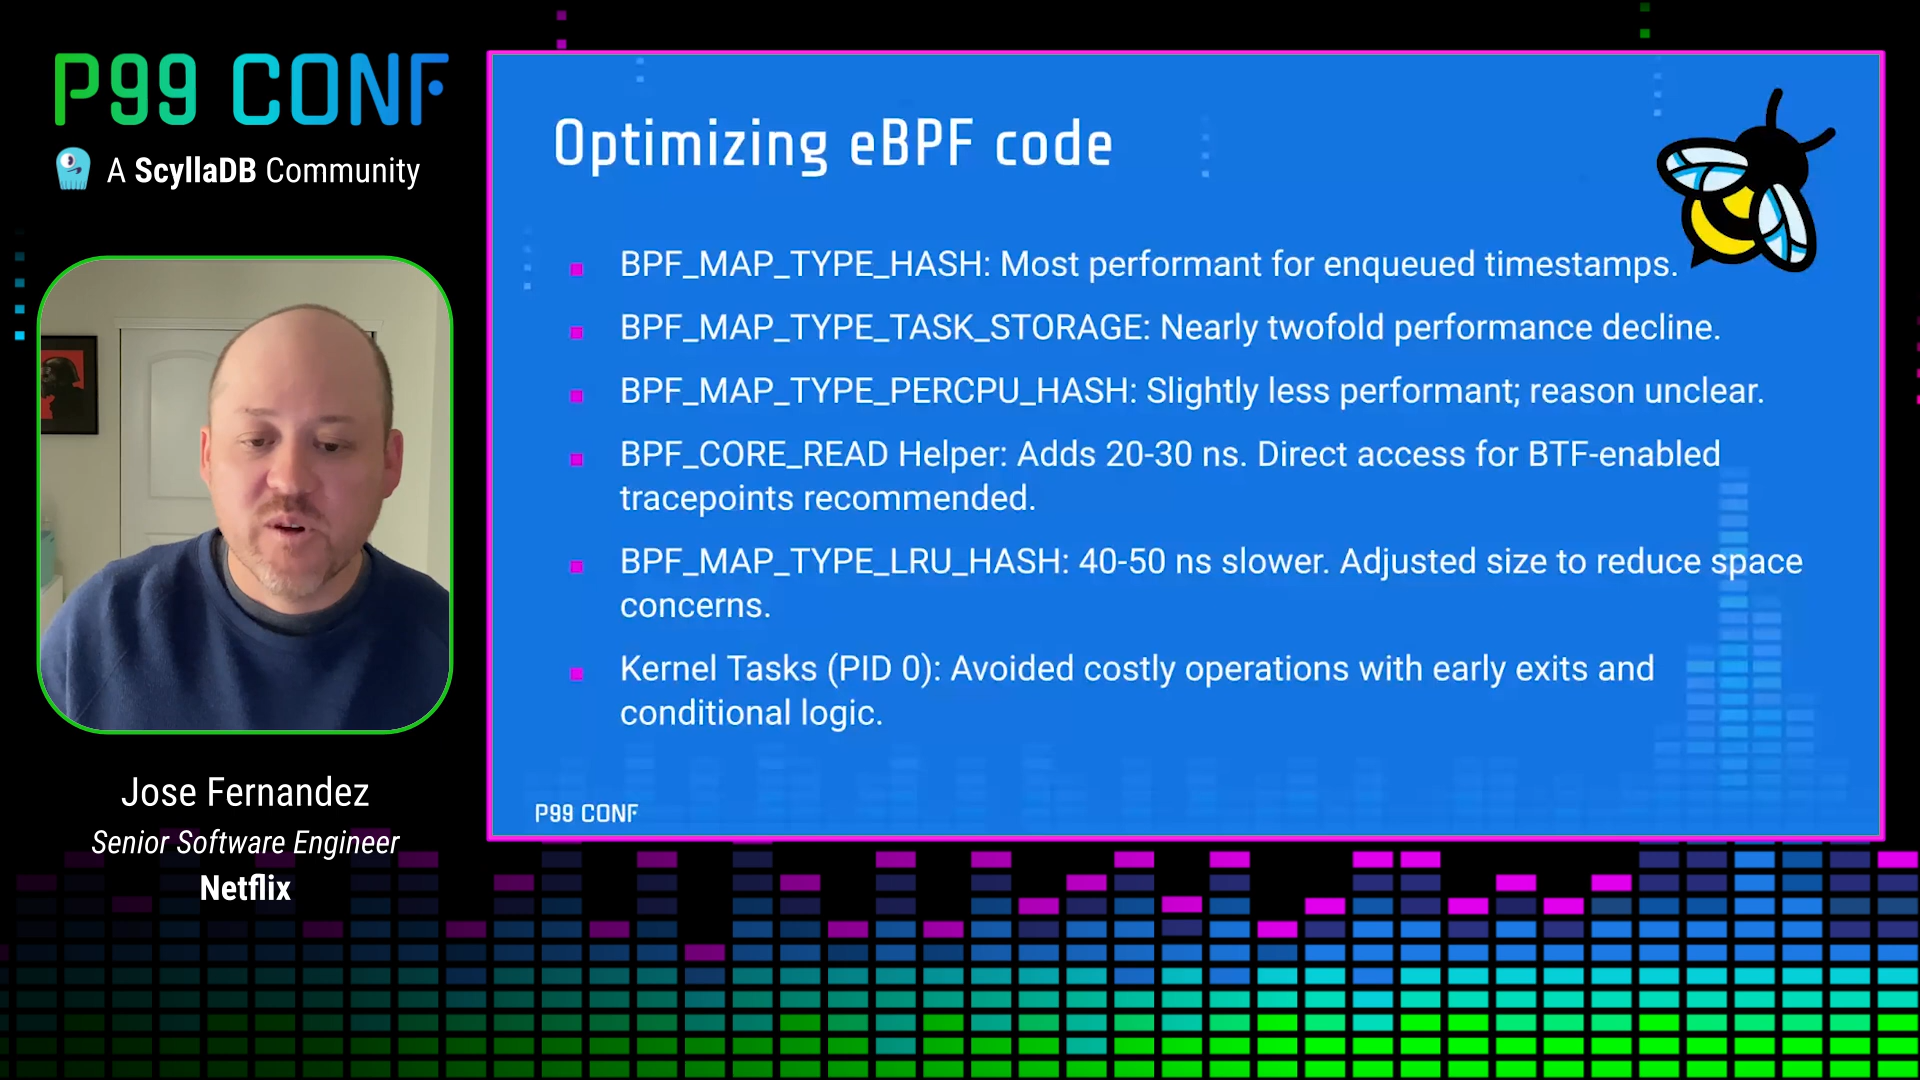 P99 CONF
A ScyllaDB Community
Optimizing eBPF code
BPF_MAP_TYPE_HASH: Most performant for enqueued timestamps.
BPF_MAP_TYPE_TASK_STORAGE: Nearly twofold performance decline.
BPF_MAP_TYPE_PERCPU_HASH: Slightly less performant; reason unclear.
BPF_CORE_READ Helper: Adds 20-30 ns. Direct access for BTF-enabled
tracepoints recommended.
BPF_MAP_TYPE_LRU_HASH: 40-50 ns slower. Adjusted size to reduce space
concerns.
Kernel Tasks (PID 0): Avoided costly operations with early exits and
conditional logic.
P99 CONF
Jose Fernandez
Senior Software Engineer
Netflix